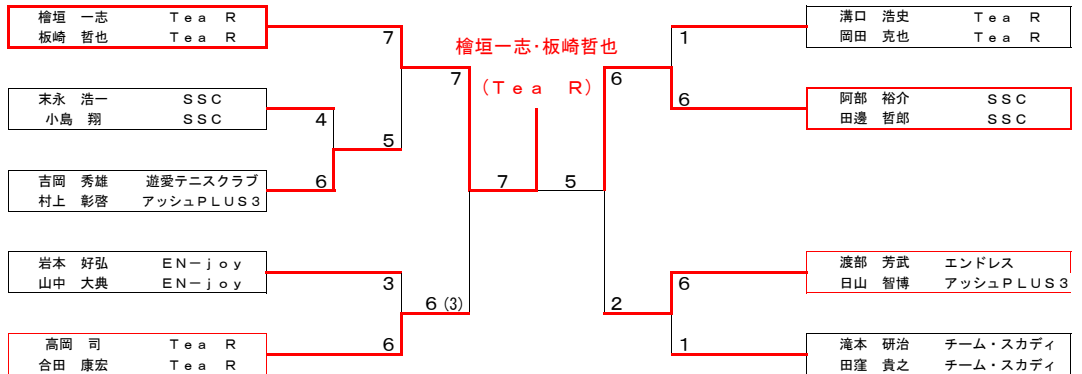 檜垣 一志 Tea R
板崎 哲也 Tea R
7
末永 浩一 SSC
小島 翔 SSC
4
5
吉岡 秀雄 遊愛テニスクラブ
村上 彰啓 アッシュPLUS3
6
岩本 好弘 EN-joy
山中 大典 EN-joy
3
高岡 司 Tea R
合田 康宏 Tea R
6
7
6 (3)
檜垣一志・板崎哲也
(Tea R)
7 5
6
2
溝口 浩史 Tea R
岡田 克也 Tea R
1
阿部 裕介 SSC
田邊 哲郎 SSC
6
渡部 芳武 エンドレス
日山 智博 アッシュPLUS3
6
滝本 研治 チーム・スカディ
田窪 貴之 チーム・スカディ
1